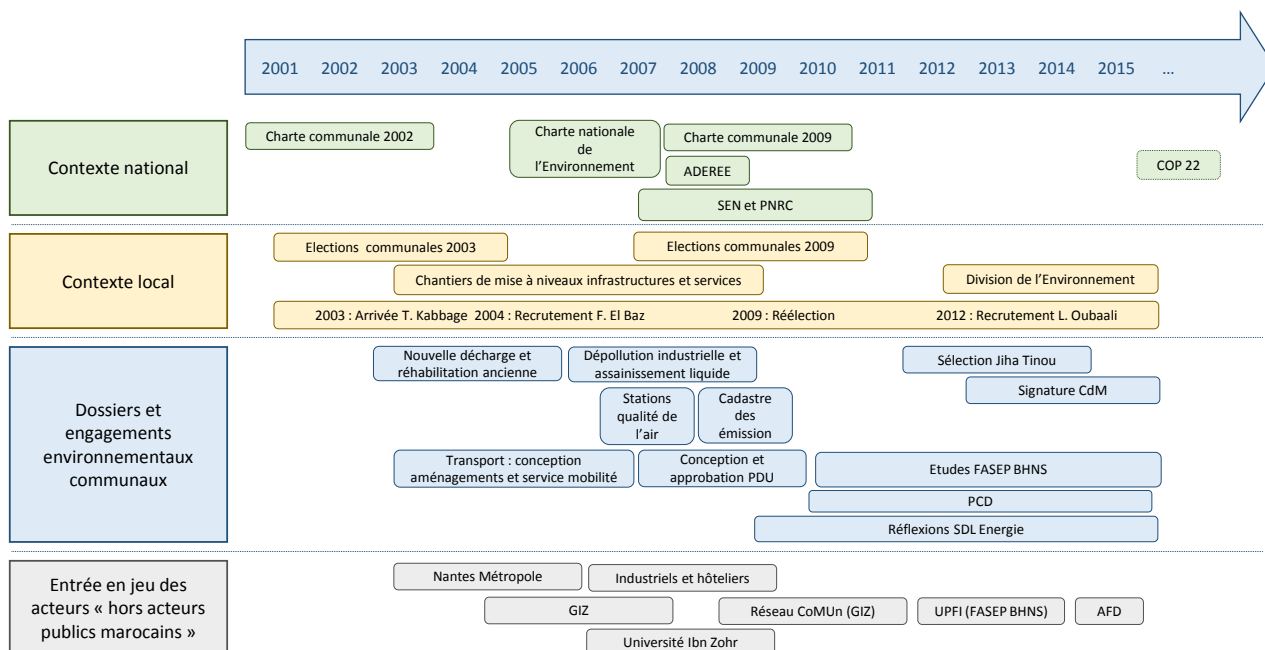 2001 2002 2003 2004 2005 2006 2007 2008 2009 2010 2011 2012 2013 2014 2015 ...
Contexte national
Charte communale 2002
Charte nationale
de
l'Environnement
Charte communale 2009
ADEREE
SEN et PNRC
COP 22
Contexte local
Elections communales 2003
Elections communales 2009
Chantiers de mise à niveaux infrastructures et services
Division de l'Environnement
2003 : Arrivée T. Kabbage 2004 : Recrutement F. El Baz 2009 : Réélection 2012 : Recrutement L. Oubaali
Dossiers et
engagements
environnementaux
communaux
Nouvelle décharge et
réhabilitation ancienne
Dépollution industrielle et
assainissement liquide
Sélection Jiha Tinou
Signature CdM
Stations
qualité de
l'air
Cadastre
des
émission
Transport : conception
aménagements et service mobilité
Conception et
approbation PDU
Etudes FASEP BHNS
PCD
Réflexions SDL Energie
Entrée en jeu des
acteurs « hors acteurs
publics marocains »
Nantes Métropole
Industriels et hôteliers
GIZ
Réseau CoMUn (GIZ)
UPFI (FASEP BHNS)
AFD
Université Ibn Zohr